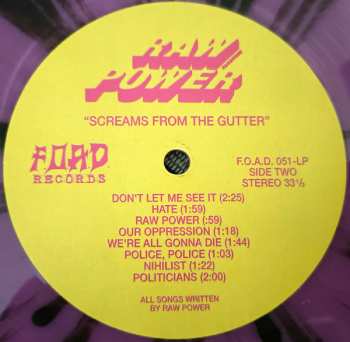 RAW
POWER
"SCREAMS FROM THE GUTTER"
F.O.A.D
RECORDS
F.O.A.D. 051-LP
SIDE TWO
STEREO 33⅓
DON'T LET ME SEE IT (2:25)
HATE (1:59)
RAW POWER (:59)
OUR OPPRESSION (1:18)
WE'RE ALL GONNA DIE (1:44)
POLICE, POLICE (1:03)
NIHILIST (1:22)
POLITICIANS (2:00)
ALL SONGS WRITTEN
BY RAW POWER